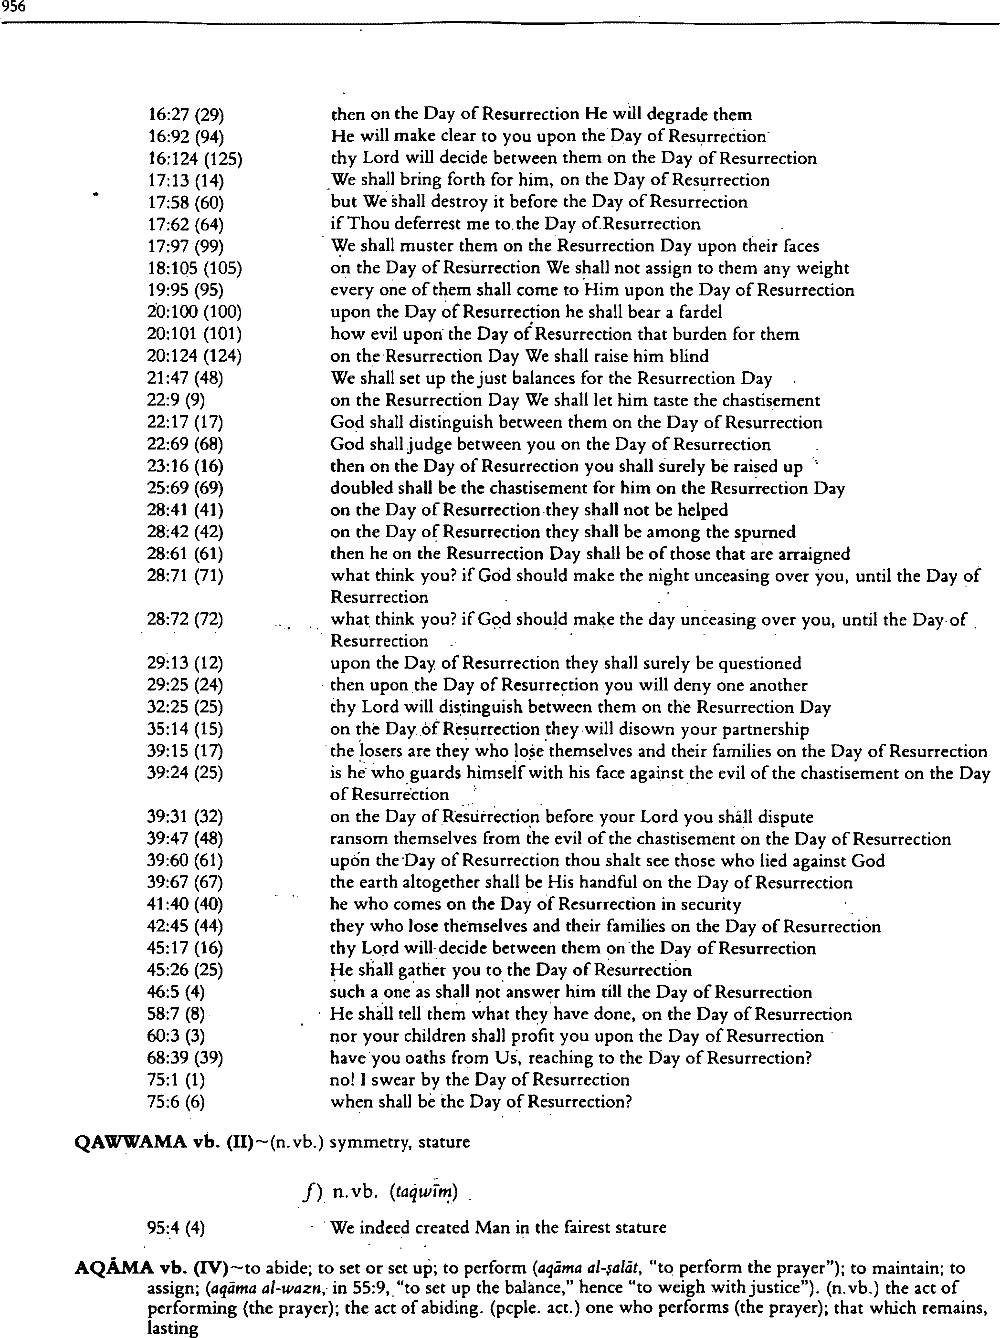 956
16:27 (29) then on the Day of Resurrection He will degrade them
16:92 (94) He will make clear to you upon the Day of Resurrection
16:124 (125) thy Lord will decide between them on the Day of Resurrection
17:13 (14) We shall bring forth for him, on the Day of Resurrection
17:58 (60) but We shall destroy it before the Day of Resurrection
17:62 (64) if Thou deferrest me to the Day of Resurrection
17:97 (99) We shall muster them on the Resurrection Day upon their faces
18:105 (105) on the Day of Resurrection We shall not assign to them any weight
19:95 (95) every one of them shall come to Him upon the Day of Resurrection
20:100 (100) upon the Day of Resurrection he shall bear a fardel
20:101 (101) how evil upon the Day of Resurrection that burden for them
20:124 (124) on the Resurrection Day We shall raise him blind
21:47 (48) We shall set up the just balances for the Resurrection Day
22:9 (9) on the Resurrection Day We shall let him taste the chastisement
22:17 (17) God shall distinguish between them on the Day of Resurrection
22:69 (68) God shall judge between you on the Day of Resurrection
23:16 (16) then on the Day of Resurrection you shall surely be raised up
25:69 (69) doubled shall be the chastisement for him on the Resurrection Day
28:41 (41) on the Day of Resurrection they shall not be helped
28:42 (42) on the Day of Resurrection they shall be among the spurned
28:61 (61) then he on the Resurrection Day shall be of those that are arraigned
28:71 (71) what think you? if God should make the night unceasing over you, until the Day of
Resurrection
28:72 (72) what think you? if God should make the day unceasing over you, until the Day of
Resurrection
29:13 (12) upon the Day of Resurrection they shall surely be questioned
29:25 (24) then upon the Day of Resurrection you will deny one another
32:25 (25) thy Lord will distinguish between them on the Resurrection Day
35:14 (15) on the Day of Resurrection they will disown your partnership
39:15 (17) the losers are they who lose themselves and their families on the Day of Resurrection
39:24 (25) is he who guards himself with his face against the evil of the chastisement on the Day
of Resurrection
39:31 (32) on the Day of Resurrection before your Lord you shall dispute
39:47 (48) ransom themselves from the evil of the chastisement on the Day of Resurrection
39:60 (61) upon the Day of Resurrection thou shalt see those who lied against God
39:67 (67) the earth altogether shall be His handful on the Day of Resurrection
41:40 (40) he who comes on the Day of Resurrection in security
42:45 (44) they who lose themselves and their families on the Day of Resurrection
45:17 (16) thy Lord will decide between them on the Day of Resurrection
45:26 (25) He shall gather you to the Day of Resurrection
46:5 (4) such a one as shall not answer him till the Day of Resurrection
58:7 (8) He shall tell them what they have done, on the Day of Resurrection
60:3 (3) nor your children shall profit you upon the Day of Resurrection
68:39 (39) have you oaths from Us, reaching to the Day of Resurrection?
75:1 (1) no! I swear by the Day of Resurrection
75:6 (6) when shall be the Day of Resurrection?
QAWWAMA vb. (II)~(n.vb.) symmetry, stature
f) n.vb. (taqwīm)
95:4 (4) We indeed created Man in the fairest stature
AQĀMA vb. (IV)~to abide; to set or set up; to perform (aqāma al-ṣalāt, "to perform the prayer"); to maintain; to
assign; (aqāma al-wazn, in 55:9, "to set up the balance," hence "to weigh with justice"). (n.vb.) the act of
performing (the prayer); the act of abiding. (pcple. act.) one who performs (the prayer); that which remains,
lasting